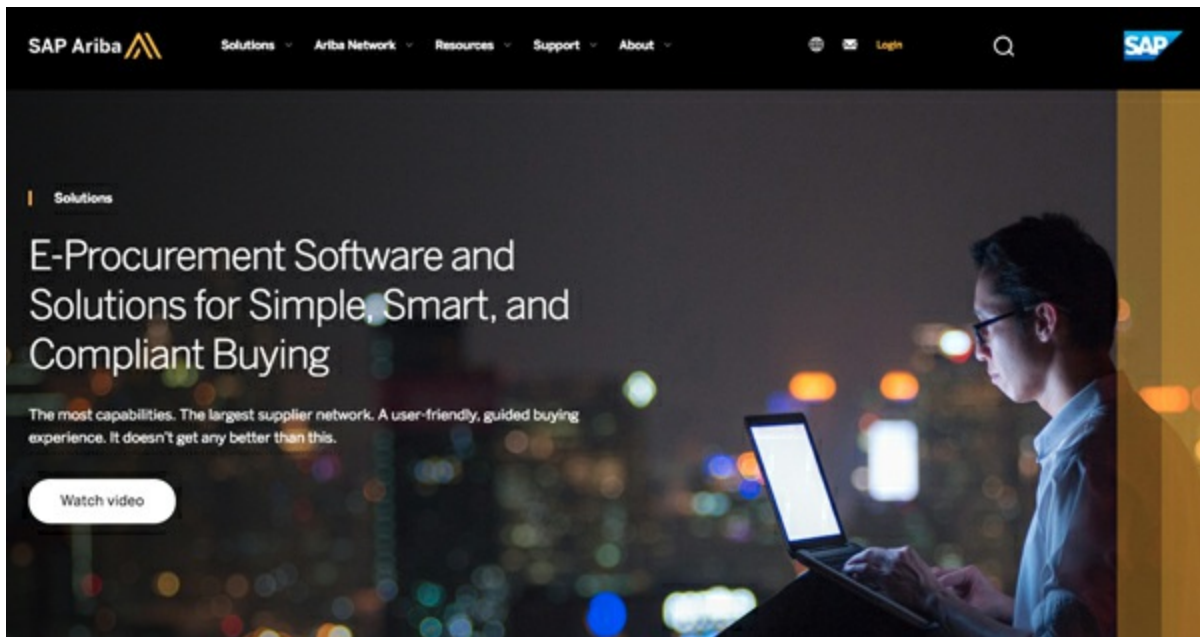 SAP Ariba
Solutions
Ariba Network
Resources
Support
About
Login
SAP
Solutions
E-Procurement Software and
Solutions for Simple, Smart, and
Compliant Buying
The most capabilities. The largest supplier network. A user-friendly, guided buying
experience. It doesn't get any better than this.
Watch video